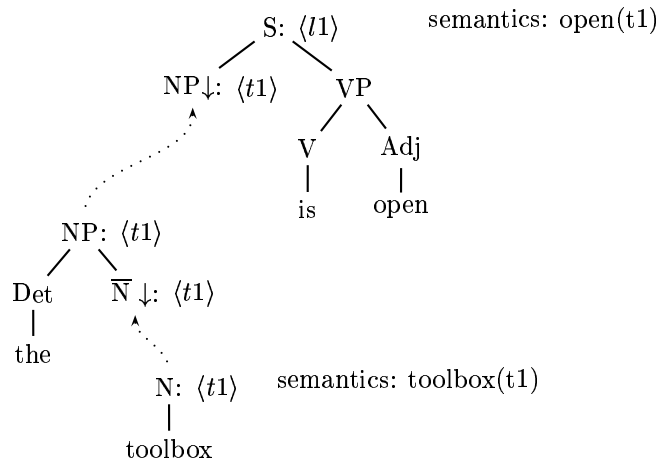 S: ⟨l1⟩ semantics: open(t1)
NP↓: ⟨t1⟩ VP
V Adj
is open
NP: ⟨t1⟩
Det N̅ ↓: ⟨t1⟩
the
N: ⟨t1⟩ semantics: toolbox(t1)
toolbox